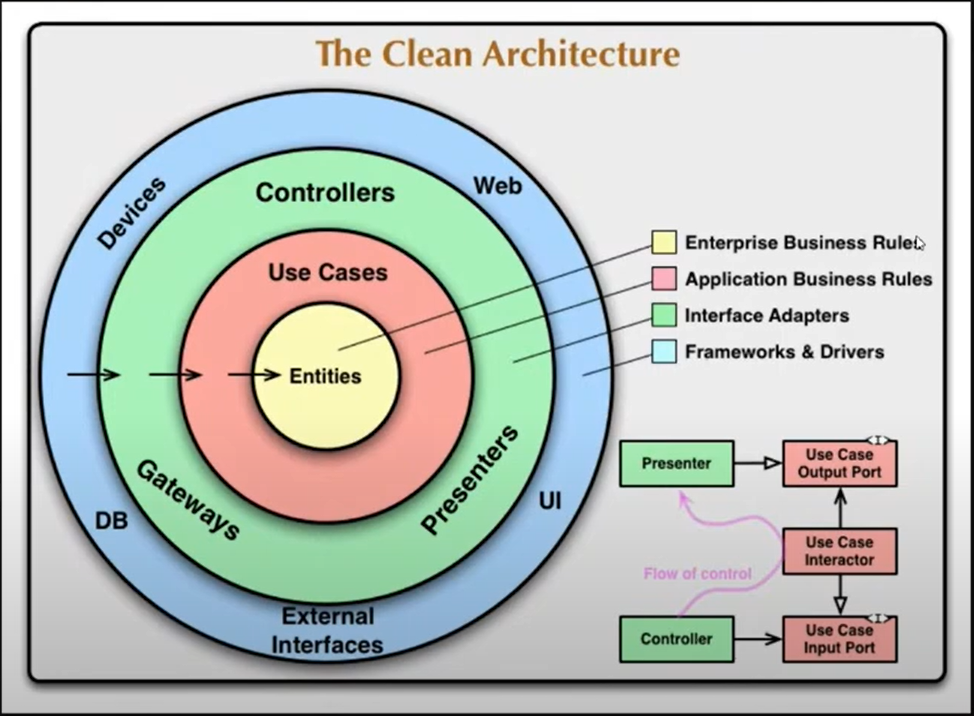 The Clean Architecture
Devices
Controllers
Web
Use Cases
Entities
Gateways
Presenters
DB
UI
External
Interfaces
Enterprise Business Rules
Application Business Rules
Interface Adapters
Frameworks & Drivers
Presenter
Use Case
Output Port
<I>
Use Case
Interactor
Flow of control
Controller
Use Case
Input Port
<I>